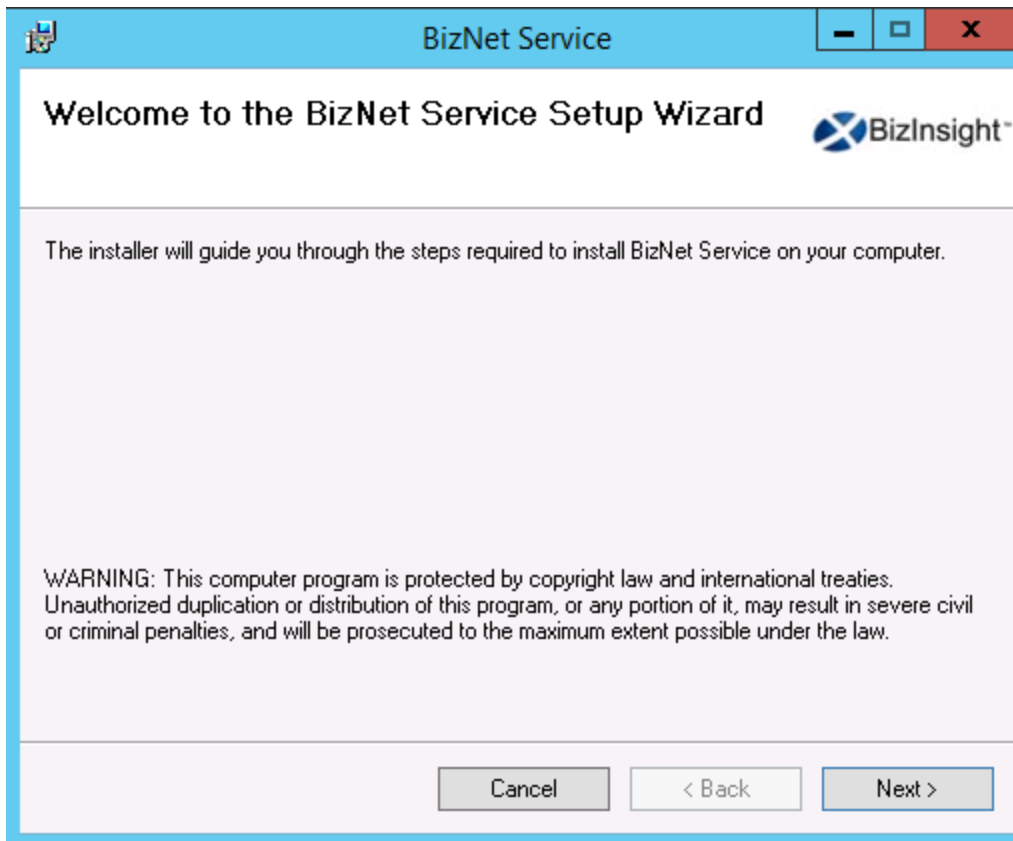 BizNet Service
Welcome to the BizNet Service Setup Wizard
BizInsight™
The installer will guide you through the steps required to install BizNet Service on your computer.
WARNING: This computer program is protected by copyright law and international treaties.
Unauthorized duplication or distribution of this program, or any portion of it, may result in severe civil
or criminal penalties, and will be prosecuted to the maximum extent possible under the law.
Cancel
< Back
Next >